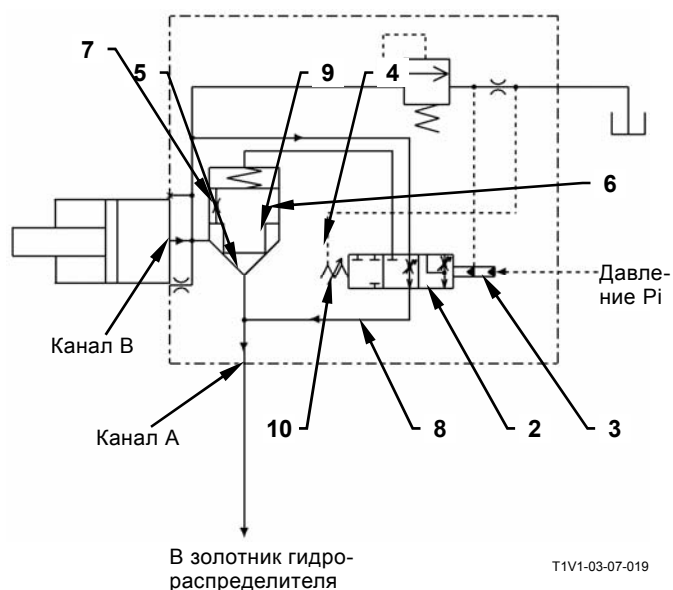 7
5
9
4
6
Давле-
ние Pi
Канал B
Канал A
10
8
2
3
В золотник гидро-
распределителя
T1V1-03-07-019